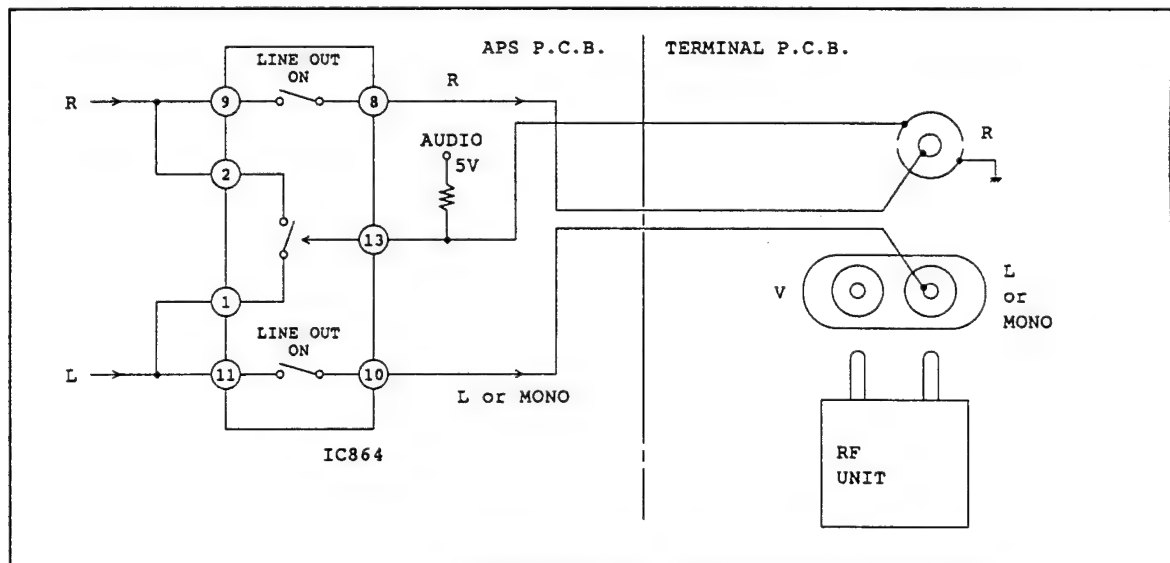 APS P.C.B.
TERMINAL P.C.B.
LINE OUT
ON
R
9
8
R
AUDIO
5V
R
2
13
1
V
L
or
MONO
LINE OUT
ON
L
11
10
L or MONO
IC864
RF
UNIT